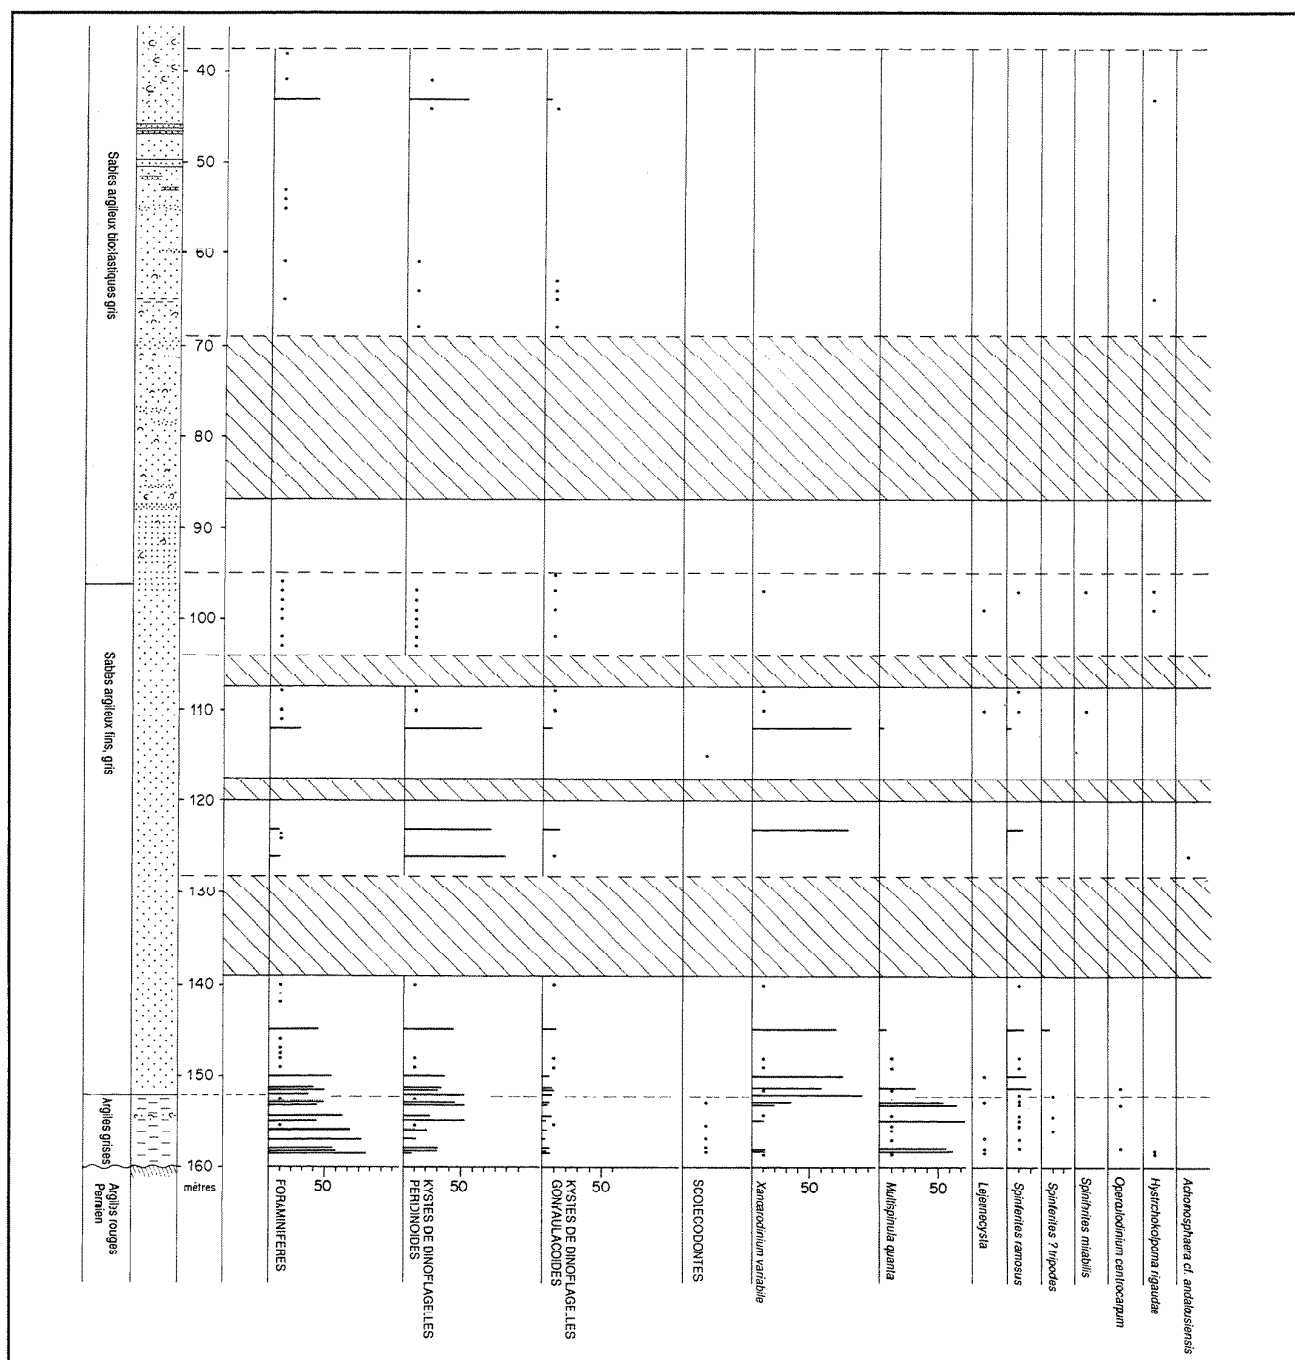 40
50
60
70
80
90
100
110
120
130
140
150
160
mètres
Sables argileux bioclastiques gris
Sables argileux fins, gris
Argiles grises
Argiles rouges
Permien
50
50
50
50
50
FORAMINIFERES
KYSTES DE DINOFLAGELLES
PERIDINOIDES
KYSTES DE DINOFLAGELLES
GONYAULACOIDES
SCOLECODONTES
Xandarodinium variabile
Multispinula quanta
Lejeunecysta
Spiniferites ramosus
Spiniferites ? tripodes
Spiniferites mirabilis
Operculodinium centrocarpum
Hystrichokolpoma rigaudae
Achomosphaera cf. andalousiensis